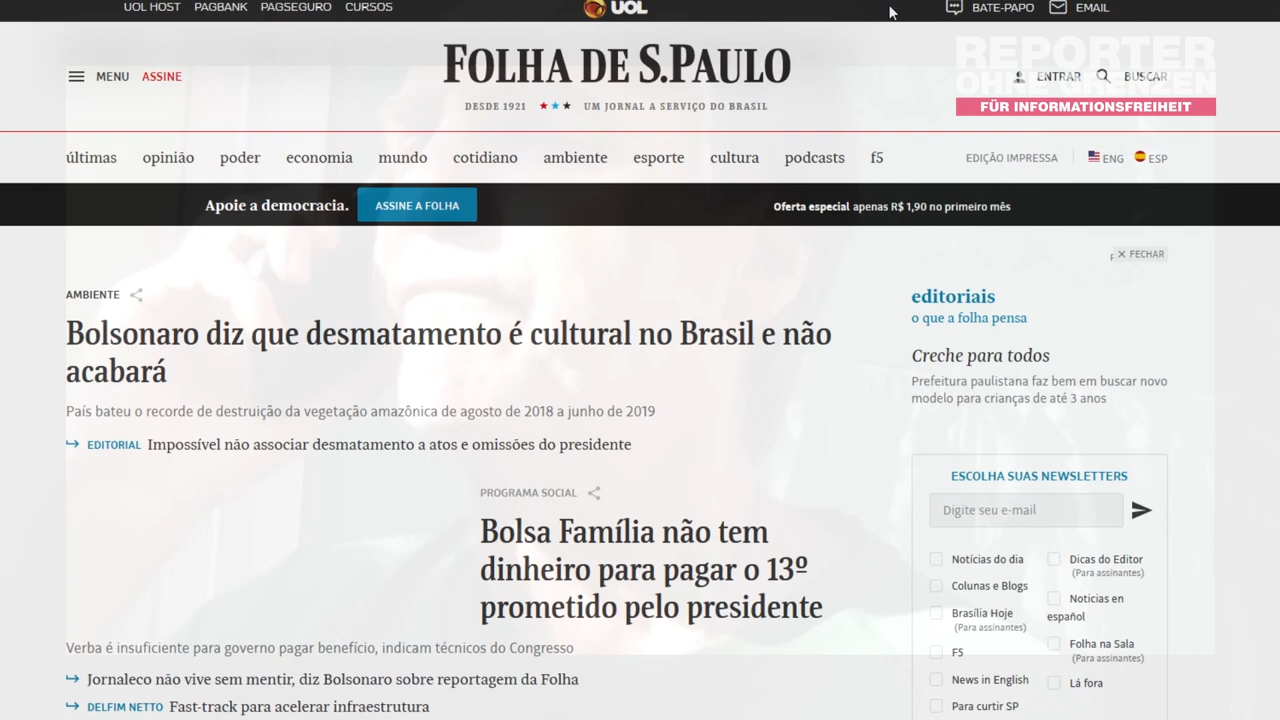 UOL HOST PAGBANK PAGSEGURO CURSOS UOL BATE-PAPO EMAIL
MENU ASSINE
FOLHA DE S.PAULO
DESDE 1921 ★★★ UM JORNAL A SERVIÇO DO BRASIL
ENTRAR BUSCAR
REPORTER
OHNE GRENZEN
FÜR INFORMATIONSFREIHEIT
últimas opinião poder economia mundo cotidiano ambiente esporte cultura podcasts f5 EDIÇÃO IMPRESSA ENG ESP
Apoie a democracia. ASSINE A FOLHA Oferta especial apenas R$ 1,90 no primeiro mês
✕ FECHAR
AMBIENTE
Bolsonaro diz que desmatamento é cultural no Brasil e não
acabará
País bateu o recorde de destruição da vegetação amazônica de agosto de 2018 a junho de 2019
↪ EDITORIAL Impossível não associar desmatamento a atos e omissões do presidente
PROGRAMA SOCIAL
Bolsa Família não tem
dinheiro para pagar o 13º
prometido pelo presidente
Verba é insuficiente para governo pagar benefício, indicam técnicos do Congresso
↪ Jornaleco não vive sem mentir, diz Bolsonaro sobre reportagem da Folha
↪ DELFIM NETTO Fast-track para acelerar infraestrutura
editoriais
o que a folha pensa
Creche para todos
Prefeitura paulistana faz bem em buscar novo
modelo para crianças de até 3 anos
ESCOLHA SUAS NEWSLETTERS
Digite seu e-mail
Notícias do dia
Colunas e Blogs
Brasília Hoje
(Para assinantes)
F5
News in English
Para curtir SP
Dicas do Editor
(Para assinantes)
Noticias en
español
Folha na Sala
(Para assinantes)
Lá fora